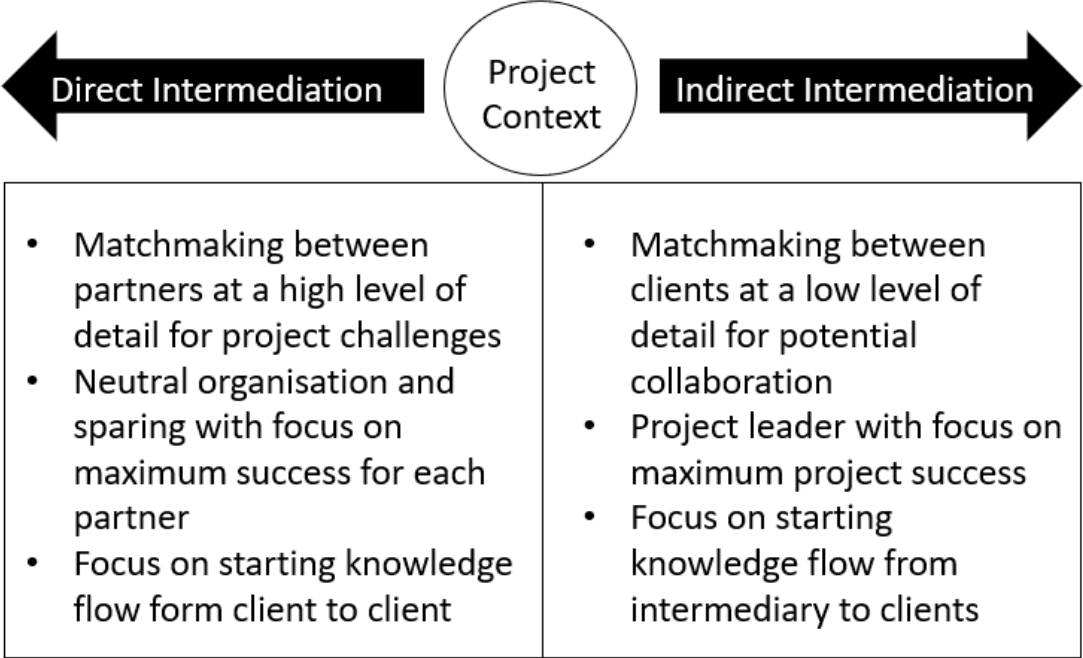 Direct Intermediation
Project
Context
Indirect Intermediation
• Matchmaking between
partners at a high level of
detail for project challenges
• Neutral organisation and
sparing with focus on
maximum success for each
partner
• Focus on starting knowledge
flow form client to client
• Matchmaking between
clients at a low level of
detail for potential
collaboration
• Project leader with focus on
maximum project success
• Focus on starting
knowledge flow from
intermediary to clients